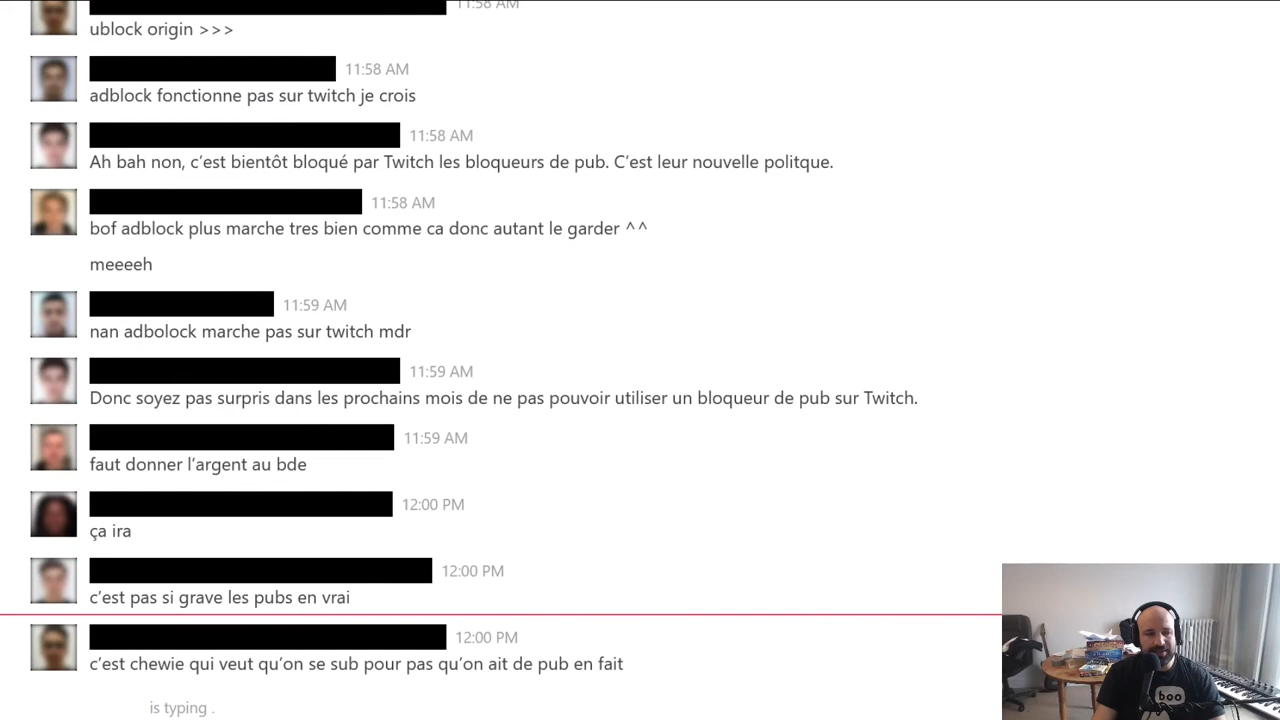 11:58 AM
ublock origin >>>
11:58 AM
adblock fonctionne pas sur twitch je crois
11:58 AM
Ah bah non, c’est bientôt bloqué par Twitch les bloqueurs de pub. C’est leur nouvelle politque.
11:58 AM
bof adblock plus marche tres bien comme ca donc autant le garder ^^
meeeeh
11:59 AM
nan adbolock marche pas sur twitch mdr
11:59 AM
Donc soyez pas surpris dans les prochains mois de ne pas pouvoir utiliser un bloqueur de pub sur Twitch.
11:59 AM
faut donner l’argent au bde
12:00 PM
ça ira
12:00 PM
c’est pas si grave les pubs en vrai
12:00 PM
c’est chewie qui veut qu’on se sub pour pas qu’on ait de pub en fait
is typing .
boo